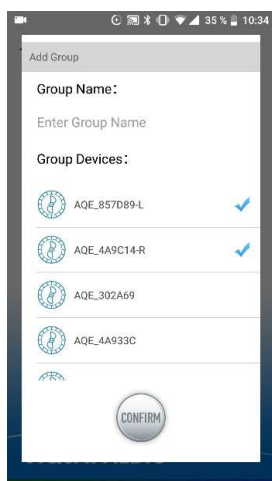 35 % 10:34
Add Group
Group Name:
Enter Group Name
Group Devices:
AQE_857D89-L
AQE_4A9C14-R
AQE_302A69
AQE_4A933C
CONFIRM